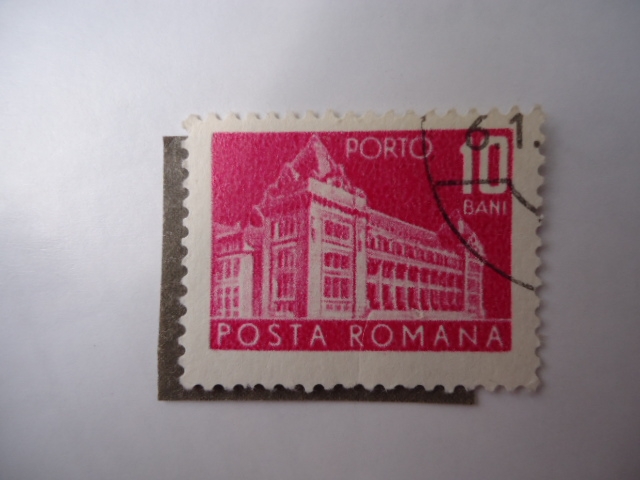 PORTO
10
BANI
POSTA ROMANA
61.